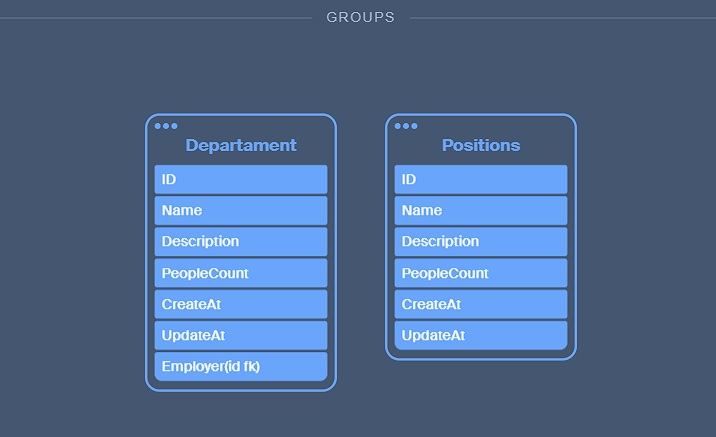 GROUPS
Departament
ID
Name
Description
PeopleCount
CreateAt
UpdateAt
Employer(id fk)
Positions
ID
Name
Description
PeopleCount
CreateAt
UpdateAt